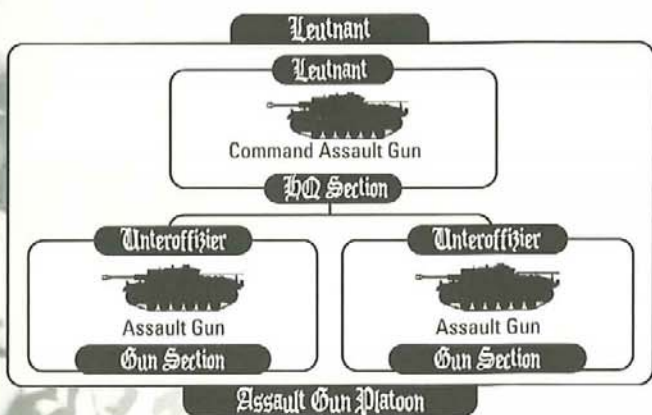 Leutnant
Leutnant
Command Assault Gun
HQ Section
Unteroffizier
Unteroffizier
Assault Gun
Assault Gun
Gun Section
Gun Section
Assault Gun Platoon